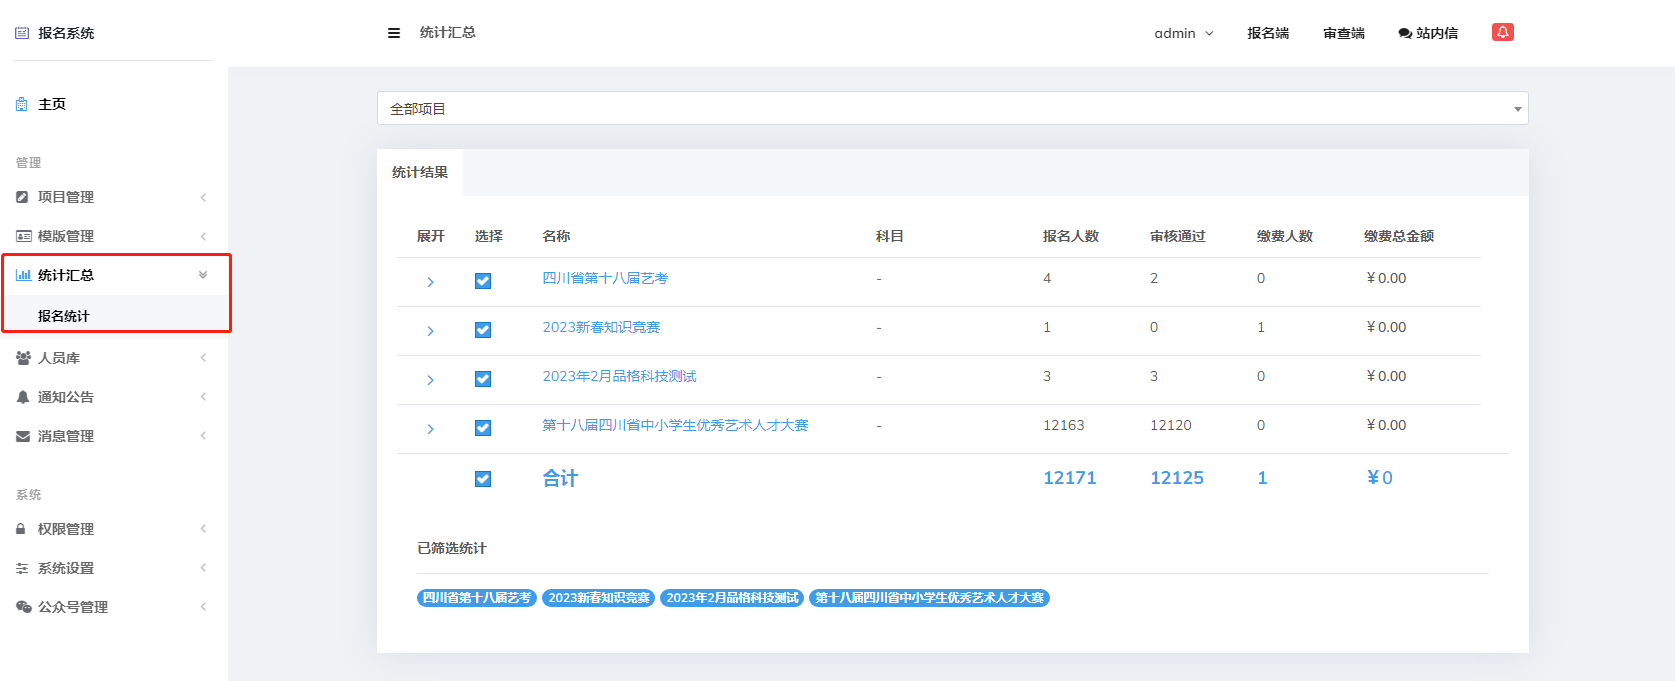 报名系统
统计汇总
admin
报名端
审查端
站内信
主页
管理
项目管理
模版管理
统计汇总
报名统计
人员库
通知公告
消息管理
系统
权限管理
系统设置
公众号管理
全部项目
统计结果
展开 选择 名称 科目 报名人数 审核通过 缴费人数 缴费总金额
四川省第十八届艺考 - 4 2 0 ¥0.00
2023新春知识竞赛 - 1 0 1 ¥0.00
2023年2月品格科技测试 - 3 3 0 ¥0.00
第十八届四川省中小学生优秀艺术人才大赛 - 12163 12120 0 ¥0.00
合计 12171 12125 1 ¥0
已筛选统计
四川省第十八届艺考 2023新春知识竞赛 2023年2月品格科技测试 第十八届四川省中小学生优秀艺术人才大赛